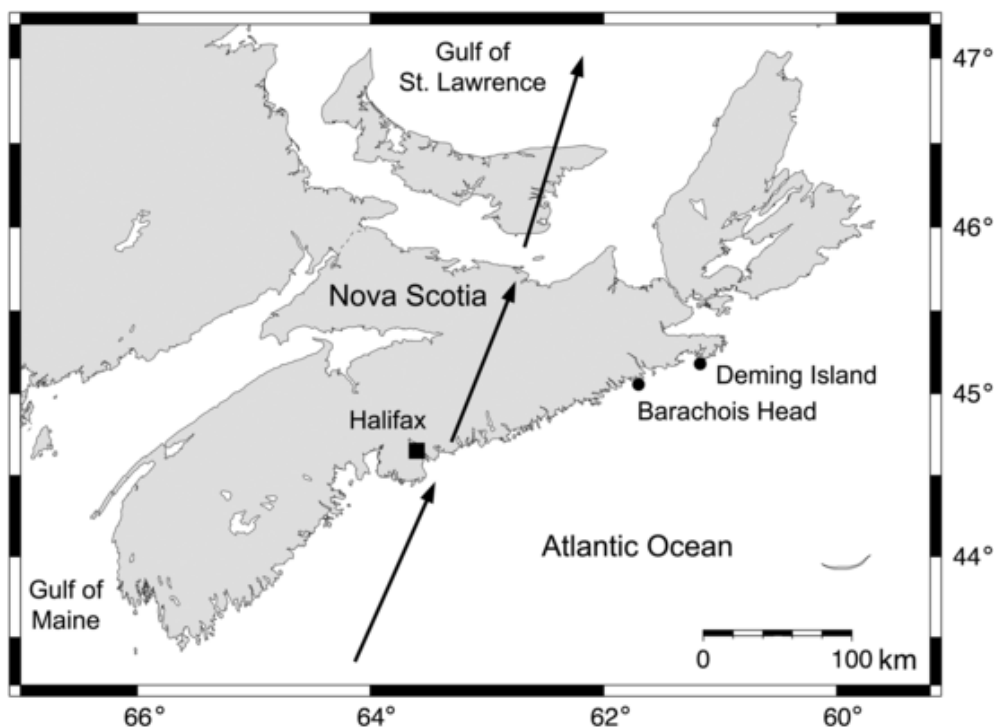 Gulf of
St. Lawrence
47°
46°
Nova Scotia
Deming Island
45°
Barachois Head
Halifax
Atlantic Ocean
44°
Gulf of
Maine
0 100 km
66° 64° 62° 60°